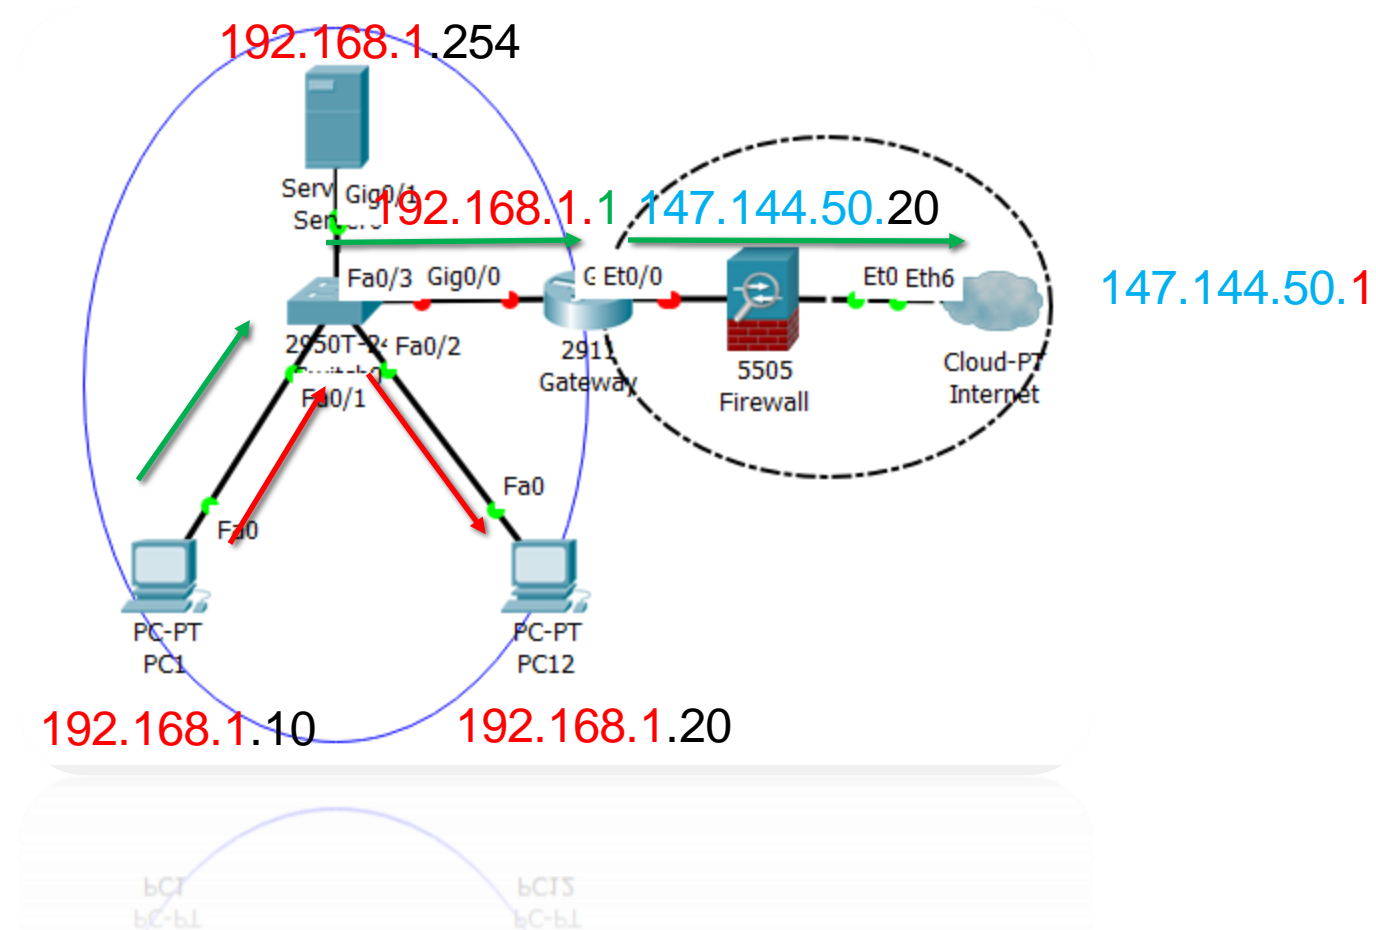 192.168.1.254
Serv
Gig0/1
192.168.1.1
147.144.50.20
Fa0/3
Gig0/0
Et0/0
Et0
Eth6
147.144.50.1
Fa0/2
2911
Gateway
5505
Firewall
Cloud-PT
Internet
Fa0/1
Fa0
Fa0
PC-PT
PC1
PC-PT
PC12
192.168.1.10
192.168.1.20